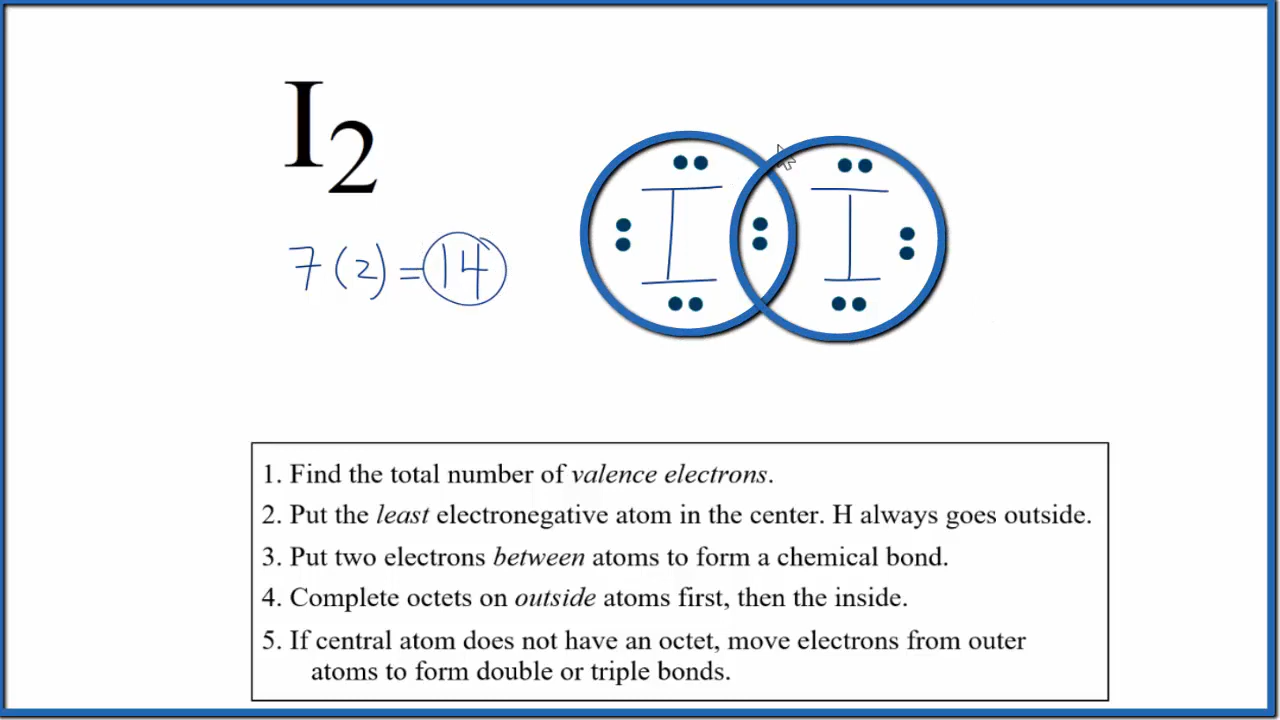 I₂
7(2)=14
I I
1. Find the total number of valence electrons.
2. Put the least electronegative atom in the center. H always goes outside.
3. Put two electrons between atoms to form a chemical bond.
4. Complete octets on outside atoms first, then the inside.
5. If central atom does not have an octet, move electrons from outer
atoms to form double or triple bonds.